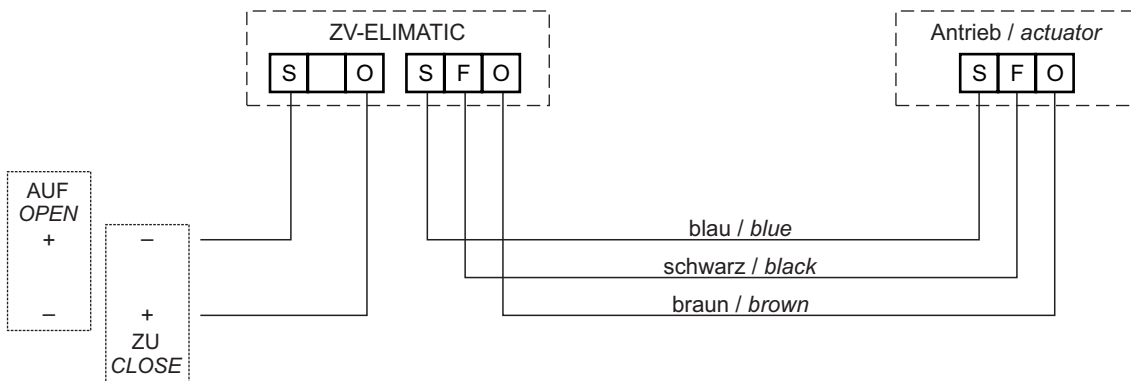 ZV-ELIMATIC
Antrieb / actuator
S O S F O
S F O
AUF
OPEN
+ –
– +
ZU
CLOSE
blau / blue
schwarz / black
braun / brown